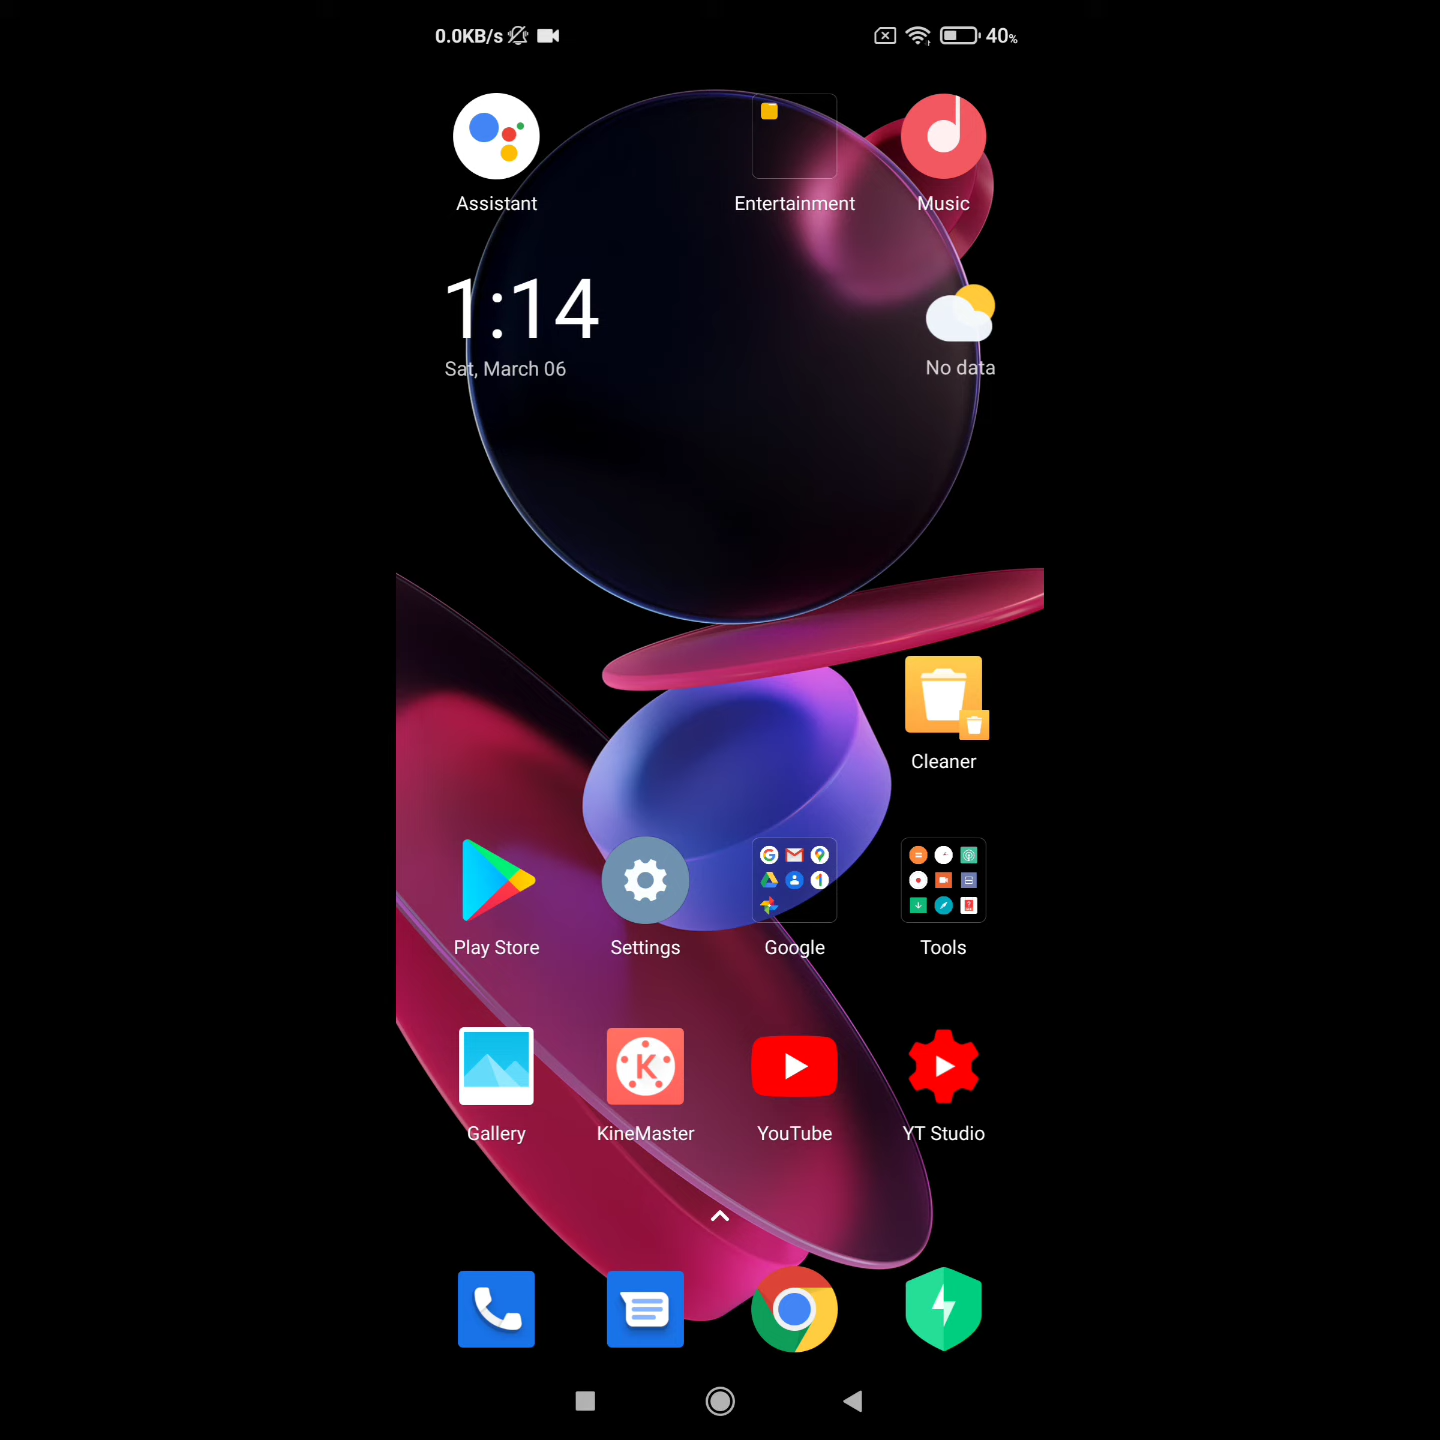 0.0KB/s 40%
Assistant Entertainment Music
1:14
Sat, March 06 No data
Cleaner
Play Store Settings Google Tools
K
Gallery KineMaster YouTube YT Studio